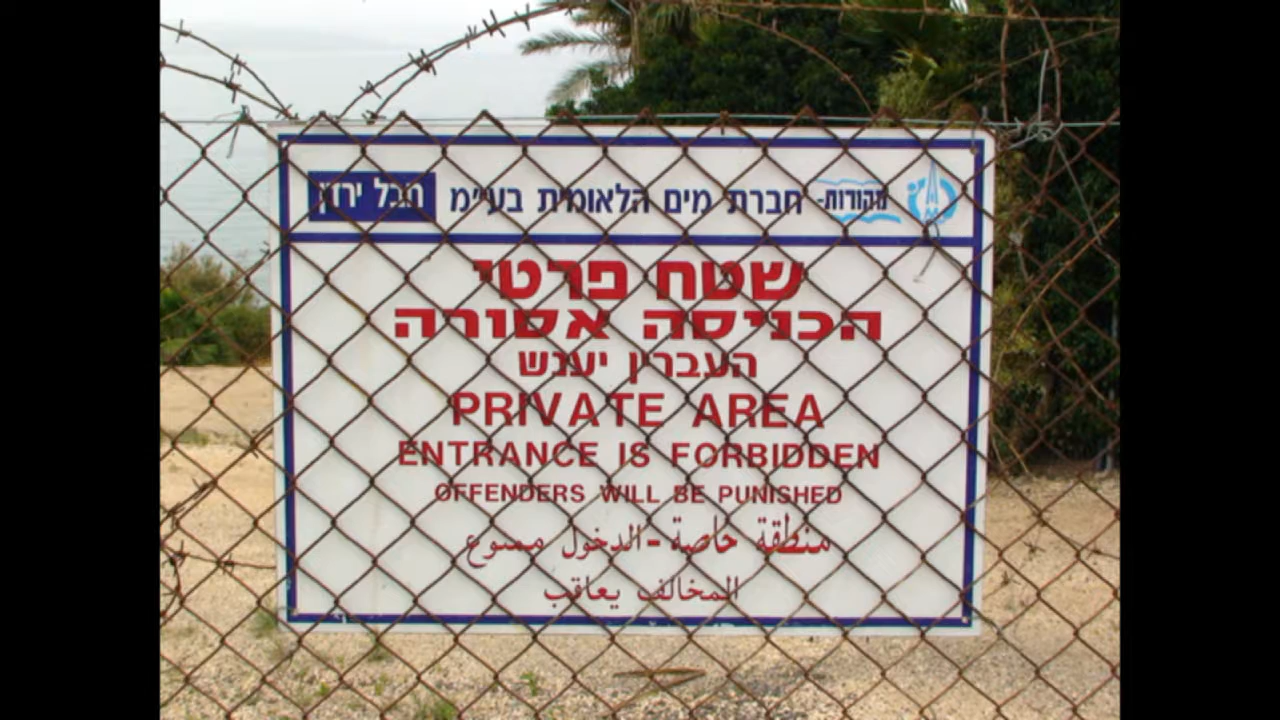 מקורות- חברת מים הלאומית בע"מ חבל ירדן
שטח פרטי
הכניסה אסורה
העברין יענש
PRIVATE AREA
ENTRANCE IS FORBIDDEN
OFFENDERS WILL BE PUNISHED
منطقة خاصة - الدخول ممنوع
المخالف يعاقب